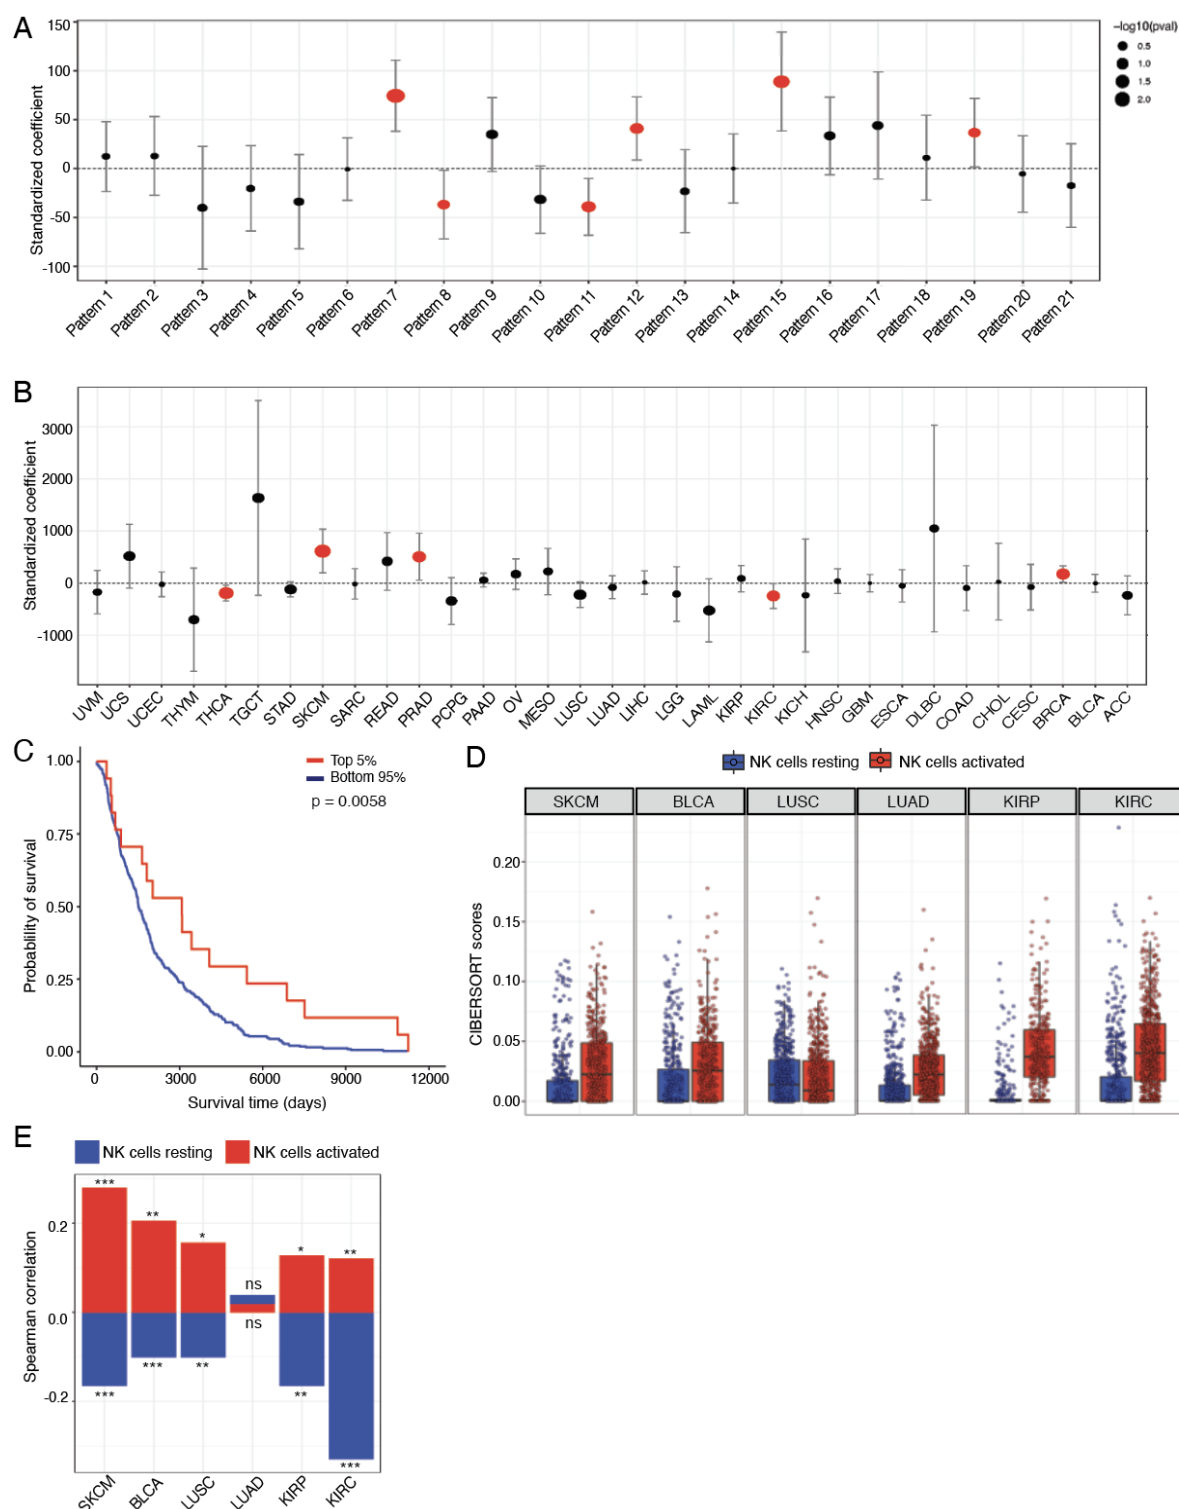 A
150
100
50
0
-50
-100
Standardized coefficient
Pattern 1
Pattern 2
Pattern 3
Pattern 4
Pattern 5
Pattern 6
Pattern 7
Pattern 8
Pattern 9
Pattern 10
Pattern 11
Pattern 12
Pattern 13
Pattern 14
Pattern 15
Pattern 16
Pattern 17
Pattern 18
Pattern 19
Pattern 20
Pattern 21
-log10(pval)
0.5
1.0
1.5
2.0
B
3000
2000
1000
0
-1000
Standardized coefficient
UVM
UCS
UCEC
THYM
THCA
TGCT
STAD
SKCM
SARC
READ
PRAD
PCPG
PAAD
OV
MESO
LUSC
LUAD
LIHC
LGG
LAML
KIRP
KIRC
KICH
HNSC
GBM
ESCA
DLBC
COAD
CHOL
CESC
BRCA
BLCA
ACC
C
Top 5%
Bottom 95%
p = 0.0058
1.00
0.75
0.50
0.25
0.00
Probability of survival
0 3000 6000 9000 12000
Survival time (days)
D
NK cells resting NK cells activated
SKCM BLCA LUSC LUAD KIRP KIRC
0.20
0.15
0.10
0.05
0.00
CIBERSORT scores
E
NK cells resting NK cells activated
0.2
0.0
-0.2
Spearman correlation
***
**
*
ns
*
**
***
***
**
ns
**
***
SKCM
BLCA
LUSC
LUAD
KIRP
KIRC